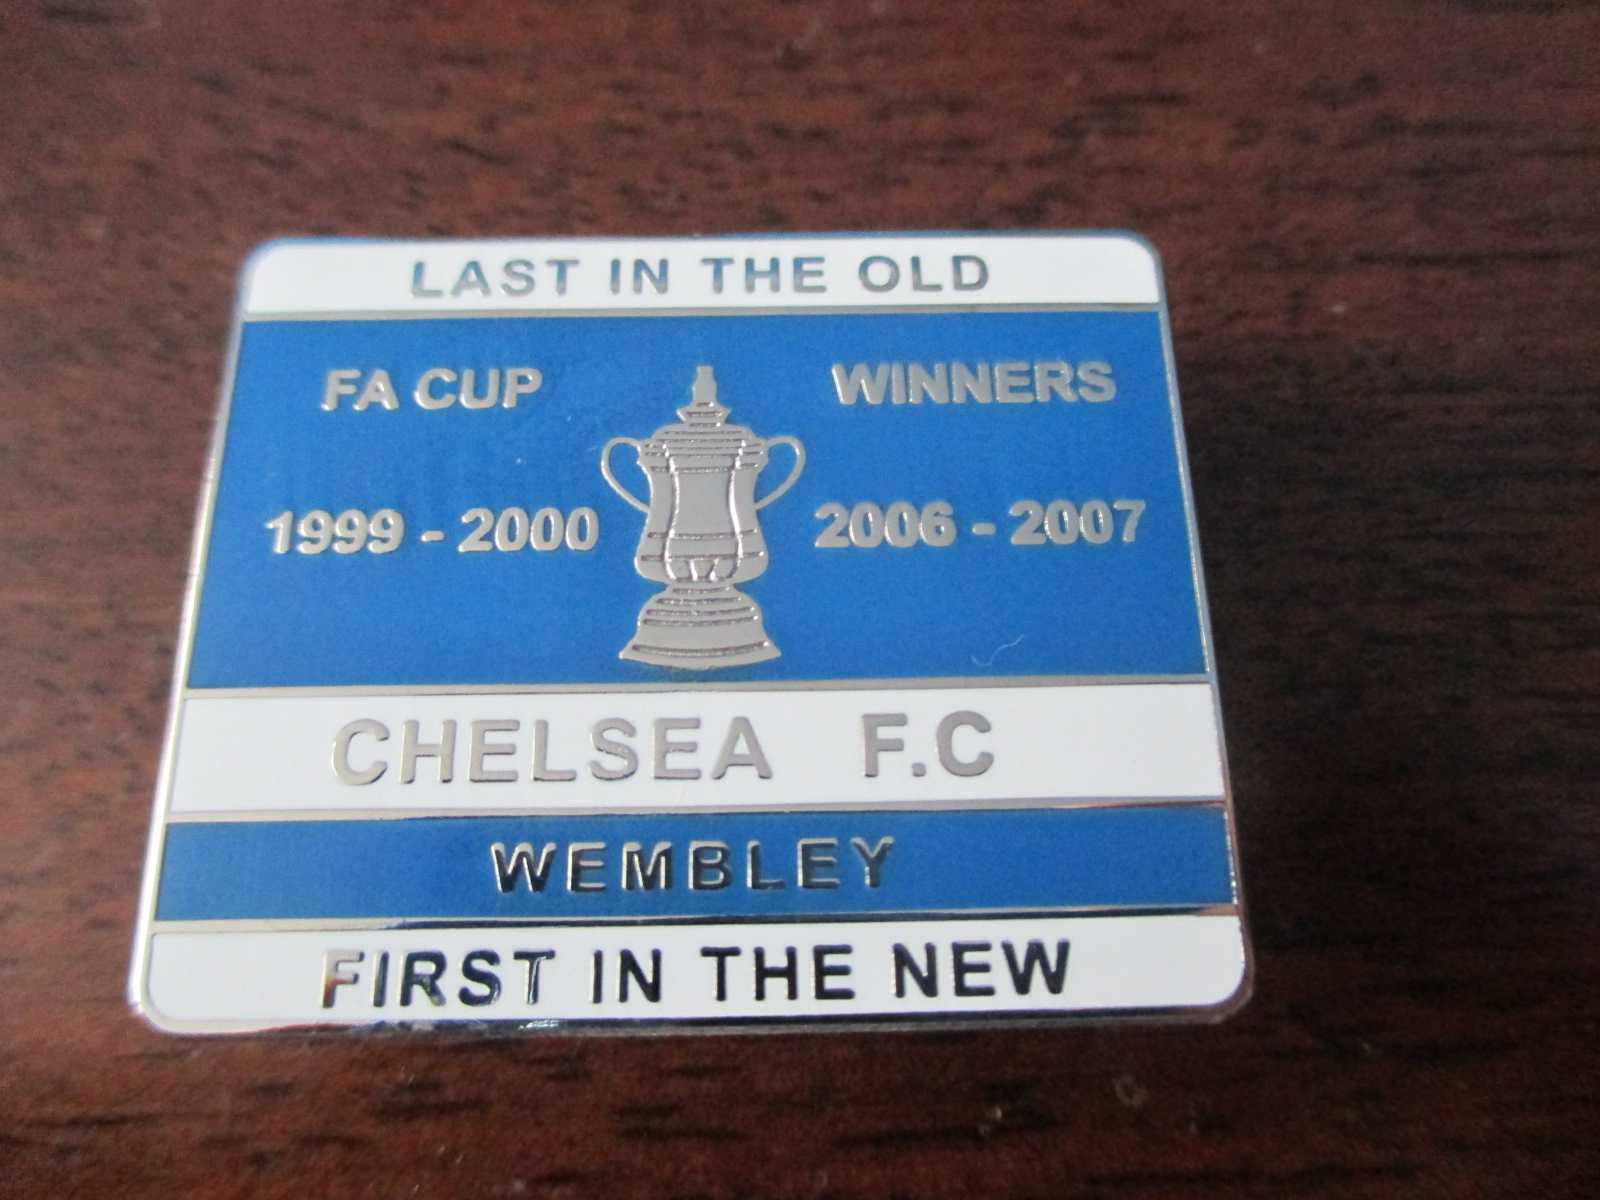 LAST IN THE OLD
FA CUP WINNERS
1999 - 2000 2006 - 2007
CHELSEA F.C
WEMBLEY
FIRST IN THE NEW